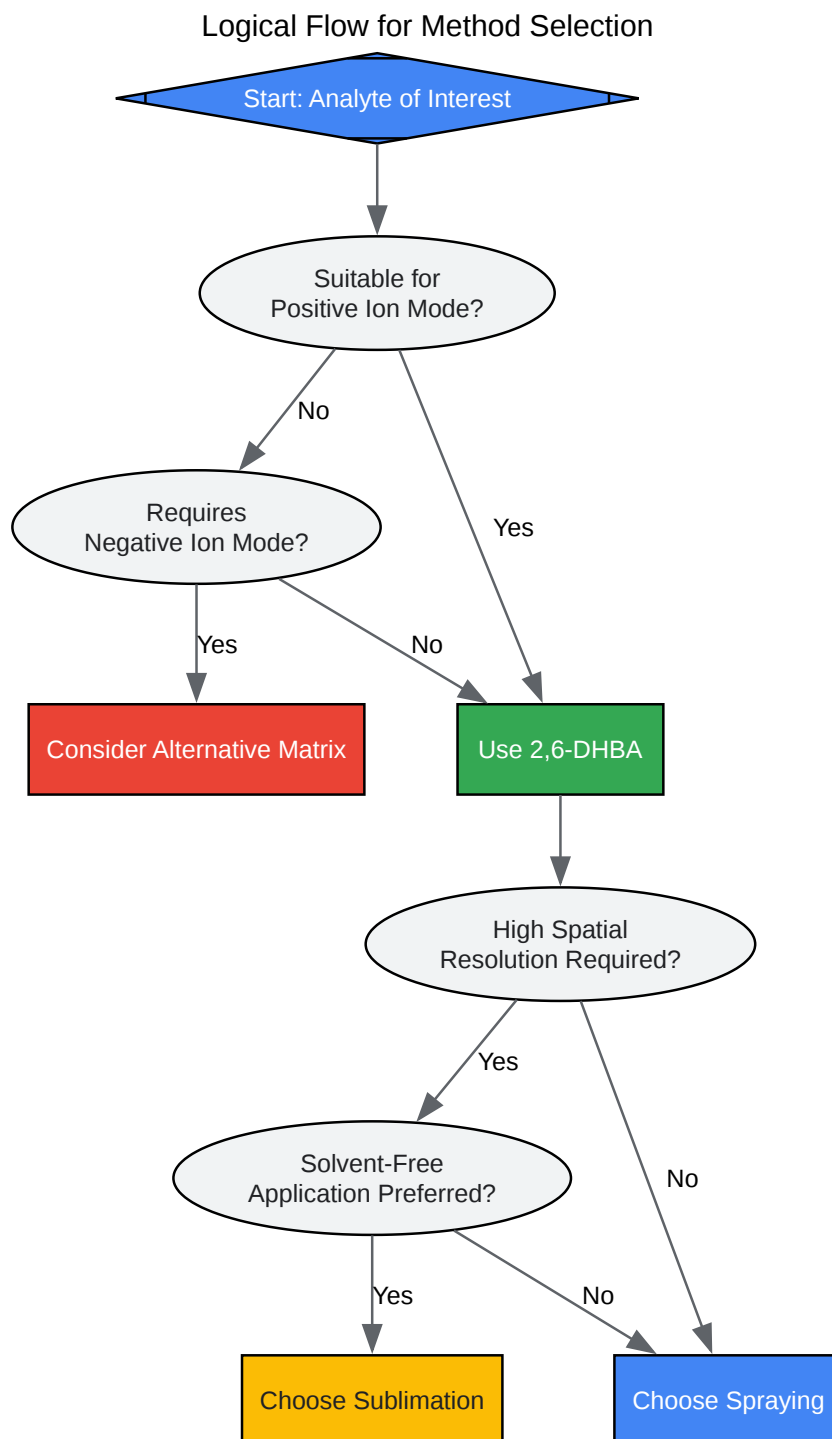 Logical Flow for Method Selection
Start: Analyte of Interest
Suitable for
Positive Ion Mode?
No
Yes
Requires
Negative Ion Mode?
Yes
No
Consider Alternative Matrix
Use 2,6-DHBA
High Spatial
Resolution Required?
Yes
No
Solvent-Free
Application Preferred?
Yes
No
Choose Sublimation
Choose Spraying